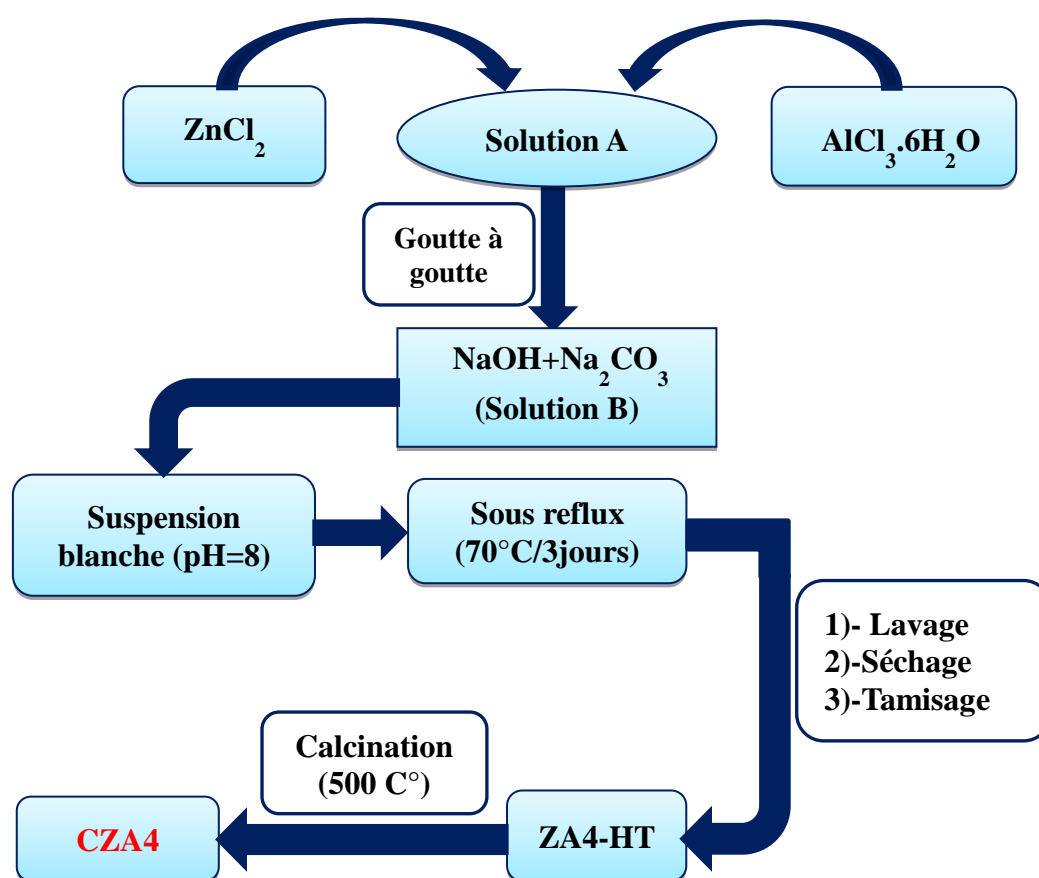 ZnCl₂
Solution A
AlCl₃.6H₂O
Goutte à
goutte
NaOH+Na₂CO₃
(Solution B)
Suspension
blanche (pH=8)
Sous reflux
(70°C/3jours)
1)- Lavage
2)-Séchage
3)-Tamisage
Calcination
(500 C°)
CZA4
ZA4-HT